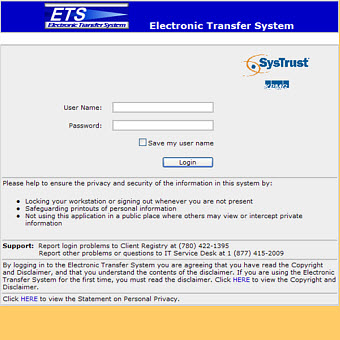 ETS
Electronic Transfer System
Electronic Transfer System
SysTrust
User Name:
Password:
Save my user name
Login
Please help to ensure the privacy and security of the information in this system by:
Locking your workstation or signing out whenever you are not present
Safeguarding printouts of personal information
Not using this application in a public place where others may view or intercept private
information
Support: Report login problems to Client Registry at (780) 422-1395
Report other problems or questions to IT Service Desk at 1 (877) 415-2009
By logging in to the Electronic Transfer System you are agreeing that you have read the Copyright
and Disclaimer, and that you understand the contents of the disclaimer. If you are using the Electronic
Transfer System for the first time, you must read the disclaimer. Click HERE to view the Copyright and
Disclaimer.
Click HERE to view the Statement on Personal Privacy.